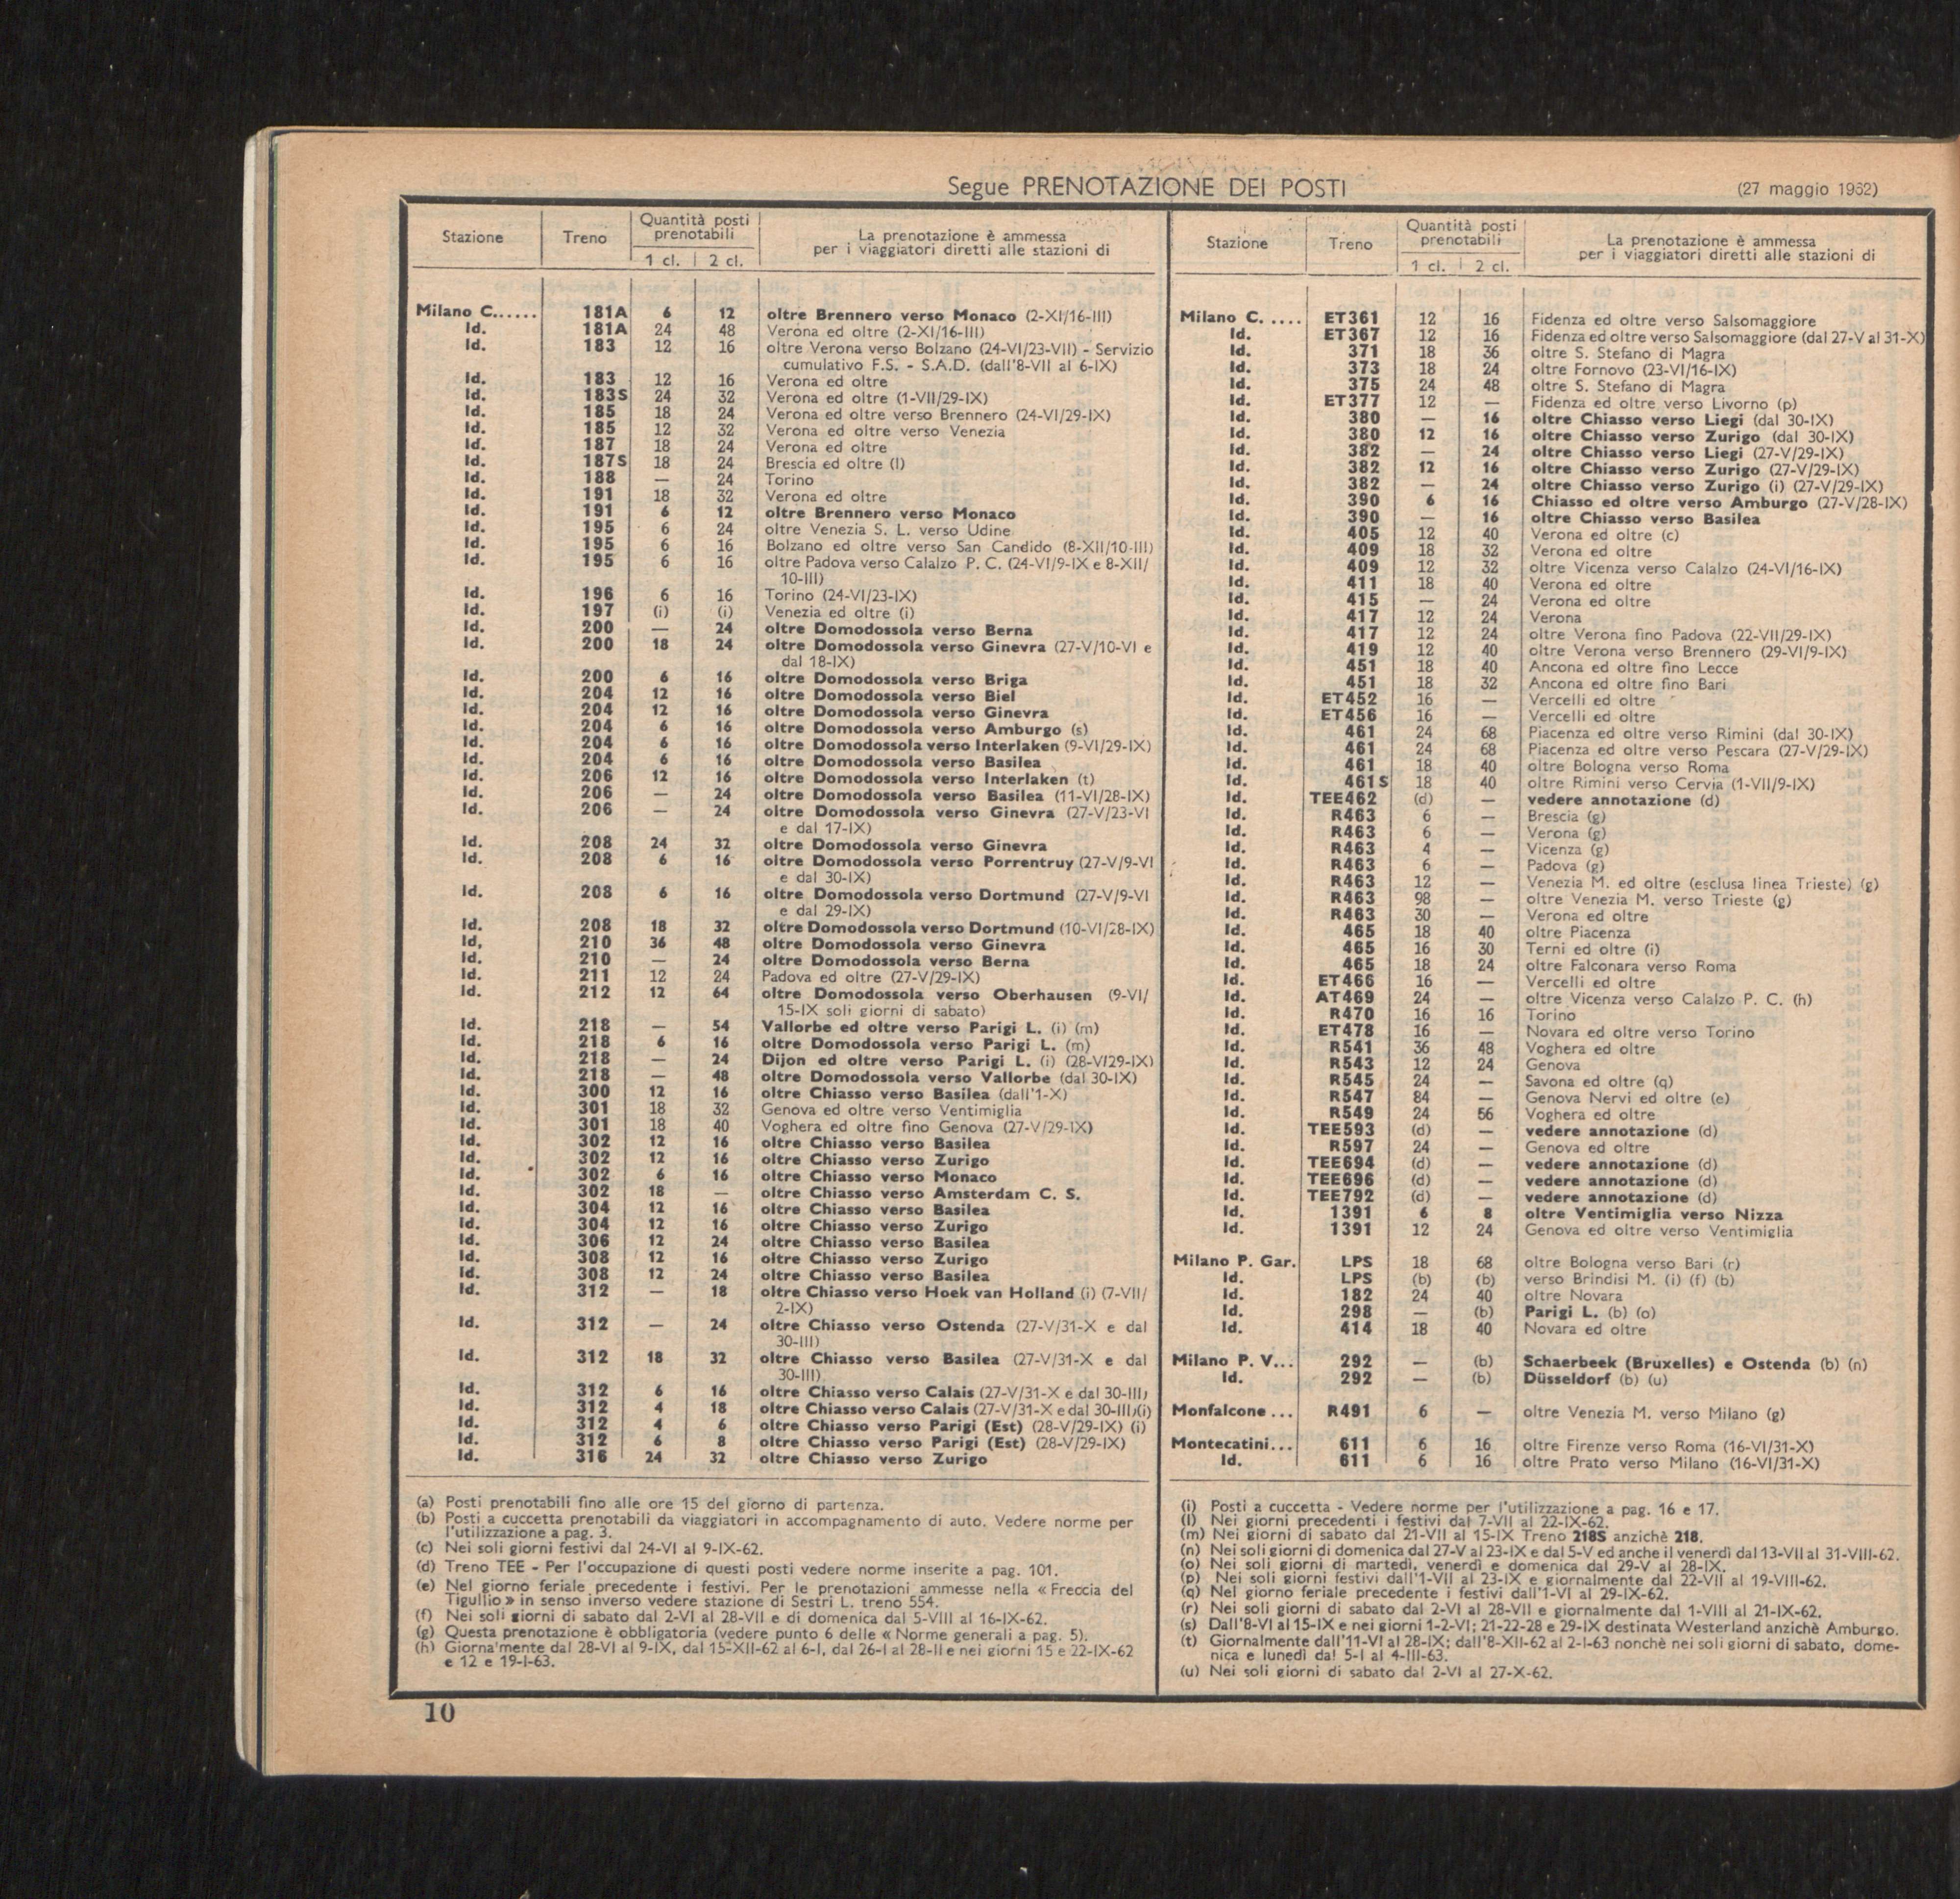 Segue PRENOTAZIONE DEI POSTI
(27 maggio 1962)
Stazione Treno Quantità posti prenotabili La prenotazione è ammessa
per i viaggiatori diretti alle stazioni di
1 cl. 2 cl.
Milano C...... 181A 6 12 oltre Brennero verso Monaco (2-XI/16-III)
Id. 181A 24 48 Verona ed oltre (2-XI/16-III)
Id. 183 12 16 oltre Verona verso Bolzano (24-VI/23-VII) - Servizio
cumulativo F.S. - S.A.D. (dall'8-VII al 6-IX)
Id. 183 12 16 Verona ed oltre
Id. 183S 24 32 Verona ed oltre (1-VII/29-IX)
Id. 185 18 24 Verona ed oltre verso Brennero (24-VI/29-IX)
Id. 185 12 32 Verona ed oltre verso Venezia
Id. 187 18 24 Verona ed oltre
Id. 187S 18 24 Brescia ed oltre (l)
Id. 188 — 24 Torino
Id. 191 18 32 Verona ed oltre
Id. 191 6 12 oltre Brennero verso Monaco
Id. 195 6 24 oltre Venezia S. L. verso Udine
Id. 195 6 16 Bolzano ed oltre verso San Candido (8-XII/10-III)
Id. 195 6 16 oltre Padova verso Calalzo P. C. (24-VI/9-IX e 8-XII/
10-III)
Id. 196 6 16 Torino (24-VI/23-IX)
Id. 197 (i) (i) Venezia ed oltre (i)
Id. 200 — 24 oltre Domodossola verso Berna
Id. 200 18 24 oltre Domodossola verso Ginevra (27-V/10-VI e
dal 18-IX)
Id. 200 6 16 oltre Domodossola verso Briga
Id. 204 12 16 oltre Domodossola verso Biel
Id. 204 12 16 oltre Domodossola verso Ginevra
Id. 204 6 16 oltre Domodossola verso Amburgo (s)
Id. 204 6 16 oltre Domodossola verso Interlaken (9-VI/29-IX)
Id. 204 6 16 oltre Domodossola verso Basilea
Id. 206 12 16 oltre Domodossola verso Interlaken (t)
Id. 206 — 24 oltre Domodossola verso Basilea (11-VI/28-IX)
Id. 206 — 24 oltre Domodossola verso Ginevra (27-V/23-VI
e dal 17-IX)
Id. 208 24 32 oltre Domodossola verso Ginevra
Id. 208 6 16 oltre Domodossola verso Porrentruy (27-V/9-VI
e dal 30-IX)
Id. 208 6 16 oltre Domodossola verso Dortmund (27-V/9-VI
e dal 29-IX)
Id. 208 18 32 oltre Domodossola verso Dortmund (10-VI/28-IX)
Id, 210 36 48 oltre Domodossola verso Ginevra
Id. 210 — 24 oltre Domodossola verso Berna
Id. 211 12 24 Padova ed oltre (27-V/29-IX)
Id. 212 12 64 oltre Domodossola verso Oberhausen (9-VI/
15-IX soli giorni di sabato)
Id. 218 — 54 Vallorbe ed oltre verso Parigi L. (i) (m)
Id. 218 6 16 oltre Domodossola verso Parigi L. (m)
Id. 218 — 24 Dijon ed oltre verso Parigi L. (i) (28-V/29-IX)
Id. 218 — 48 oltre Domodossola verso Vallorbe (dal 30-IX)
Id. 300 12 16 oltre Chiasso verso Basilea (dall'1-X)
Id. 301 18 32 Genova ed oltre verso Ventimiglia
Id. 301 18 40 Voghera ed oltre fino Genova (27-V/29-IX)
Id. 302 12 16 oltre Chiasso verso Basilea
Id. 302 12 16 oltre Chiasso verso Zurigo
Id. 302 6 16 oltre Chiasso verso Monaco
Id. 302 18 — oltre Chiasso verso Amsterdam C. S.
Id. 304 12 16 oltre Chiasso verso Basilea
Id. 304 12 16 oltre Chiasso verso Zurigo
Id. 306 12 24 oltre Chiasso verso Basilea
Id. 308 12 16 oltre Chiasso verso Zurigo
Id. 308 12 24 oltre Chiasso verso Basilea
Id. 312 — 18 oltre Chiasso verso Hoek van Holland (i) (7-VII/
2-IX)
Id. 312 — 24 oltre Chiasso verso Ostenda (27-V/31-X e dal
30-III)
Id. 312 18 32 oltre Chiasso verso Basilea (27-V/31-X e dal
30-III)
Id. 312 6 16 oltre Chiasso verso Calais (27-V/31-X e dal 30-III)
Id. 312 4 18 oltre Chiasso verso Calais (27-V/31-X e dal 30-III)(i)
Id. 312 4 6 oltre Chiasso verso Parigi (Est) (28-V/29-IX) (i)
Id. 312 6 8 oltre Chiasso verso Parigi (Est) (28-V/29-IX)
Id. 316 24 32 oltre Chiasso verso Zurigo
(a) Posti prenotabili fino alle ore 15 del giorno di partenza.
(b) Posti a cuccetta prenotabili da viaggiatori in accompagnamento di auto. Vedere norme per
l'utilizzazione a pag. 3.
(c) Nei soli giorni festivi dal 24-VI al 9-IX-62.
(d) Treno TEE - Per l'occupazione di questi posti vedere norme inserite a pag. 101.
(e) Nel giorno feriale precedente i festivi. Per le prenotazioni ammesse nella « Freccia del
Tigullio » in senso inverso vedere stazione di Sestri L. treno 554.
(f) Nei soli giorni di sabato dal 2-VI al 28-VII e di domenica dal 5-VIII al 16-IX-62.
(g) Questa prenotazione è obbligatoria (vedere punto 6 delle « Norme generali a pag. 5).
(h) Giornalmente dal 28-VI al 9-IX, dal 15-XII-62 al 6-I, dal 26-I al 28-II e nei giorni 15 e 22-IX-62
e 12 e 19-I-63.
Stazione Treno Quantità posti prenotabili La prenotazione è ammessa
per i viaggiatori diretti alle stazioni di
1 cl. 2 cl.
Milano C. .... ET361 12 16 Fidenza ed oltre verso Salsomaggiore
Id. ET367 12 16 Fidenza ed oltre verso Salsomaggiore (dal 27-V al 31-X)
Id. 371 18 36 oltre S. Stefano di Magra
Id. 373 18 24 oltre Fornovo (23-VI/16-IX)
Id. 375 24 48 oltre S. Stefano di Magra
Id. ET377 12 — Fidenza ed oltre verso Livorno (p)
Id. 380 — 16 oltre Chiasso verso Liegi (dal 30-IX)
Id. 380 12 16 oltre Chiasso verso Zurigo (dal 30-IX)
Id. 382 — 24 oltre Chiasso verso Liegi (27-V/29-IX)
Id. 382 12 16 oltre Chiasso verso Zurigo (27-V/29-IX)
Id. 382 — 24 oltre Chiasso verso Zurigo (i) (27-V/29-IX)
Id. 390 6 16 Chiasso ed oltre verso Amburgo (27-V/28-IX)
Id. 390 — 16 oltre Chiasso verso Basilea
Id. 405 12 40 Verona ed oltre (c)
Id. 409 18 32 Verona ed oltre
Id. 409 12 32 oltre Vicenza verso Calalzo (24-VI/16-IX)
Id. 411 18 40 Verona ed oltre
Id. 415 — 24 Verona ed oltre
Id. 417 12 24 Verona
Id. 417 12 24 oltre Verona fino Padova (22-VII/29-IX)
Id. 419 12 40 oltre Verona verso Brennero (29-VI/9-IX)
Id. 451 18 40 Ancona ed oltre fino Lecce
Id. 451 18 32 Ancona ed oltre fino Bari
Id. ET452 16 — Vercelli ed oltre
Id. ET456 16 — Vercelli ed oltre
Id. 461 24 68 Piacenza ed oltre verso Rimini (dal 30-IX)
Id. 461 24 68 Piacenza ed oltre verso Pescara (27-V/29-IX)
Id. 461 18 40 oltre Bologna verso Roma
Id. 461S 18 40 oltre Rimini verso Cervia (1-VII/9-IX)
Id. TEE462 (d) — vedere annotazione (d)
Id. R463 6 — Brescia (g)
Id. R463 6 — Verona (g)
Id. R463 4 — Vicenza (g)
Id. R463 6 — Padova (g)
Id. R463 12 — Venezia M. ed oltre (esclusa linea Trieste) (g)
Id. R463 98 — oltre Venezia M. verso Trieste (g)
Id. R463 30 — Verona ed oltre
Id. 465 18 40 oltre Piacenza
Id. 465 16 30 Terni ed oltre (i)
Id. 465 18 24 oltre Falconara verso Roma
Id. ET466 16 — Vercelli ed oltre
Id. AT469 24 — oltre Vicenza verso Calalzo P. C. (h)
Id. R470 16 16 Torino
Id. ET478 16 — Novara ed oltre verso Torino
Id. R541 36 48 Voghera ed oltre
Id. R543 12 24 Genova
Id. R545 24 — Savona ed oltre (q)
Id. R547 84 — Genova Nervi ed oltre (e)
Id. R549 24 56 Voghera ed oltre
Id. TEE593 (d) — vedere annotazione (d)
Id. R597 24 — Genova ed oltre
Id. TEE694 (d) — vedere annotazione (d)
Id. TEE696 (d) — vedere annotazione (d)
Id. TEE792 (d) — vedere annotazione (d)
Id. 1391 6 8 oltre Ventimiglia verso Nizza
Id. 1391 12 24 Genova ed oltre verso Ventimiglia
Milano P. Gar. LPS 18 68 oltre Bologna verso Bari (r)
Id. LPS (b) (b) verso Brindisi M. (i) (f) (b)
Id. 182 24 40 oltre Novara
Id. 298 — (b) Parigi L. (b) (o)
Id. 414 18 40 Novara ed oltre
Milano P. V... 292 — (b) Schaerbeek (Bruxelles) e Ostenda (b) (n)
Id. 292 — (b) Düsseldorf (b) (u)
Monfalcone ... R491 6 — oltre Venezia M. verso Milano (g)
Montecatini... 611 6 16 oltre Firenze verso Roma (16-VI/31-X)
Id. 611 6 16 oltre Prato verso Milano (16-VI/31-X)
(i) Posti a cuccetta - Vedere norme per l'utilizzazione a pag. 16 e 17.
(l) Nei giorni precedenti i festivi dal 7-VII al 22-IX-62.
(m) Nei giorni di sabato dal 21-VII al 15-IX Treno 218S anzichè 218.
(n) Nei soli giorni di domenica dal 27-V al 23-IX e dal 5-V ed anche il venerdì dal 13-VII al 31-VIII-62.
(o) Nei soli giorni di martedì, venerdì e domenica dal 29-V al 28-IX.
(p) Nei soli giorni festivi dall'1-VII al 23-IX e giornalmente dal 22-VII al 19-VIII-62.
(q) Nel giorno feriale precedente i festivi dall'1-VI al 29-IX-62.
(r) Nei soli giorni di sabato dal 2-VI al 28-VII e giornalmente dal 1-VIII al 21-IX-62.
(s) Dall'8-VI al 15-IX e nei giorni 1-2-VI; 21-22-28 e 29-IX destinata Westerland anzichè Amburgo.
(t) Giornalmente dall'11-VI al 28-IX; dall'8-XII-62 al 2-I-63 nonchè nei soli giorni di sabato, dome-
nica e lunedì dal 5-I al 4-III-63.
(u) Nei soli giorni di sabato dal 2-VI al 27-X-62.
10